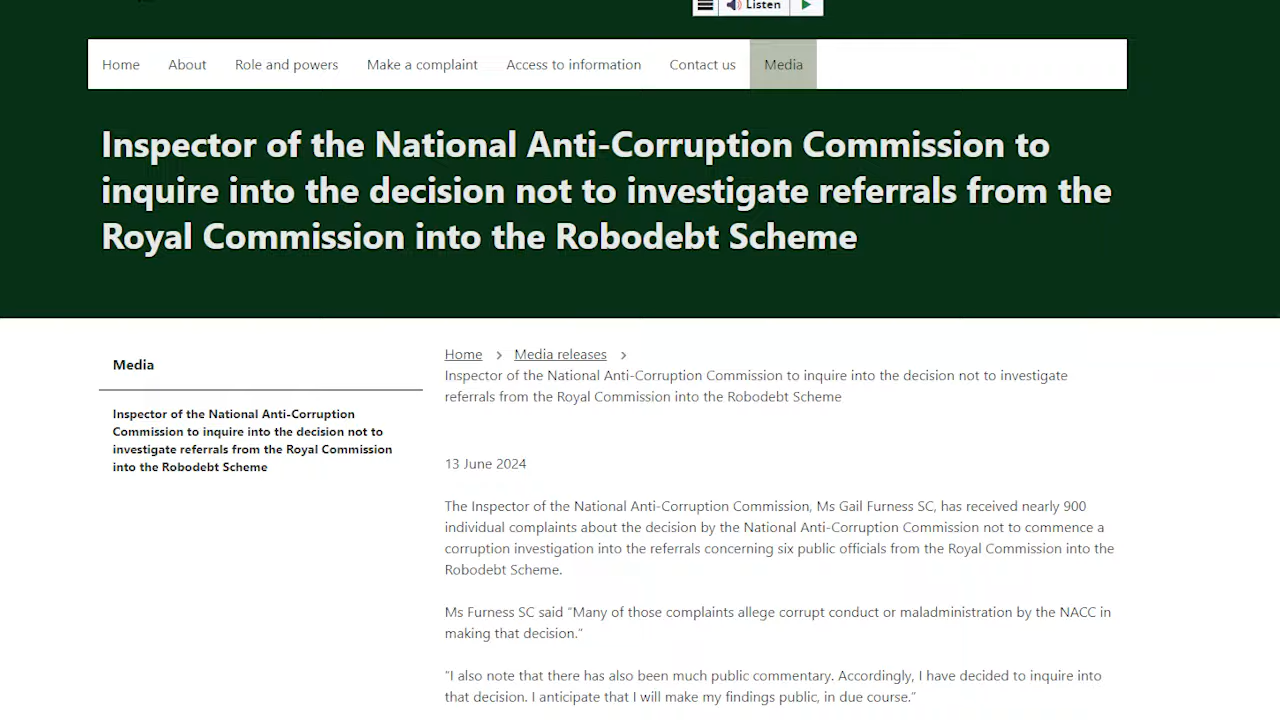 Listen
Home About Role and powers Make a complaint Access to information Contact us Media
Inspector of the National Anti-Corruption Commission to
inquire into the decision not to investigate referrals from the
Royal Commission into the Robodebt Scheme
Media
Inspector of the National Anti-Corruption
Commission to inquire into the decision not to
investigate referrals from the Royal Commission
into the Robodebt Scheme
Home > Media releases >
Inspector of the National Anti-Corruption Commission to inquire into the decision not to investigate
referrals from the Royal Commission into the Robodebt Scheme
13 June 2024
The Inspector of the National Anti-Corruption Commission, Ms Gail Furness SC, has received nearly 900
individual complaints about the decision by the National Anti-Corruption Commission not to commence a
corruption investigation into the referrals concerning six public officials from the Royal Commission into the
Robodebt Scheme.
Ms Furness SC said “Many of those complaints allege corrupt conduct or maladministration by the NACC in
making that decision.”
“I also note that there has also been much public commentary. Accordingly, I have decided to inquire into
that decision. I anticipate that I will make my findings public, in due course.”